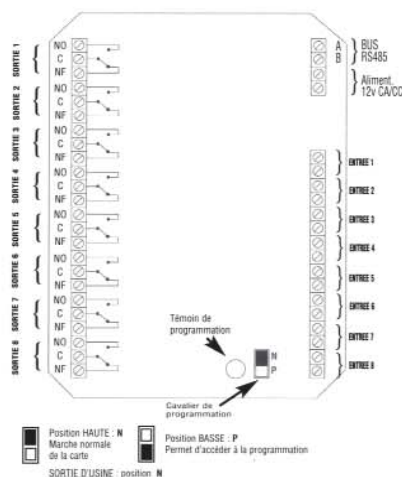 SORTIE 1
NO
C
NF
SORTIE 2
NO
C
NF
SORTIE 3
NO
C
NF
SORTIE 4
NO
C
NF
SORTIE 5
NO
C
NF
SORTIE 6
NO
C
NF
SORTIE 7
NO
C
NF
SORTIE 8
NO
C
NF
A
B
BUS
RS485
Aliment.
12v CA/CC
ENTREE 1
ENTREE 2
ENTREE 3
ENTREE 4
ENTREE 5
ENTREE 6
ENTREE 7
ENTREE 8
Témoin de
programmation
N
P
Cavalier de
programmation
Position HAUTE : N
Marche normale
de la carte
Position BASSE : P
Permet d'accéder à la programmation
SORTIE D'USINE : position N